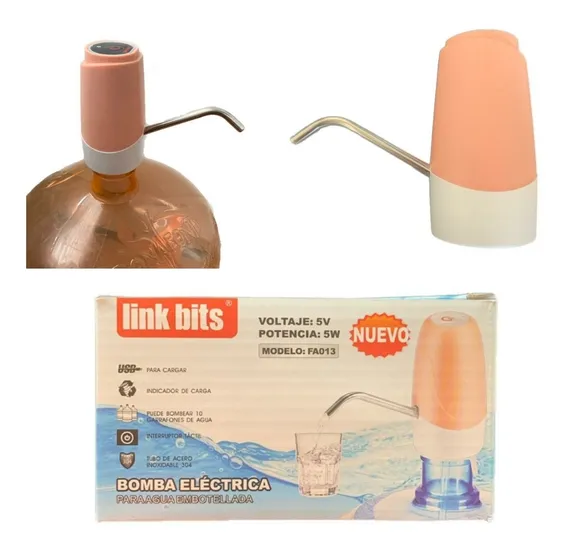 link bits®
VOLTAJE: 5V
POTENCIA: 5W
MODELO: FA013
NUEVO
USB PARA CARGAR
INDICADOR DE CARGA
PUEDE BOMBEAR 10
GARRAFONES DE AGUA
INTERRUPTOR TÁCTIL
TUBO DE ACERO
INOXIDABLE 304
BOMBA ELÉCTRICA
PARA AGUA EMBOTELLADA